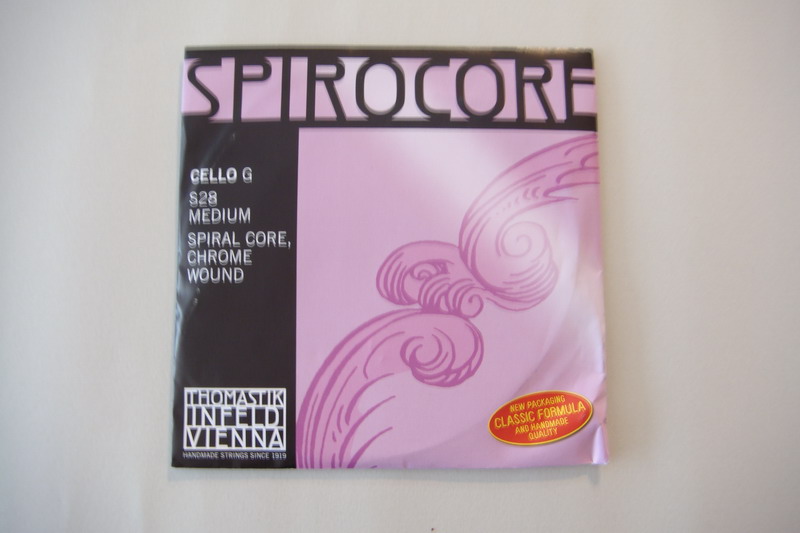 SPIROCORE
CELLO G
S28
MEDIUM
SPIRAL CORE,
CHROME
WOUND
THOMASTIK
INFELD
VIENNA
HANDMADE STRINGS SINCE 1919
NEW PACKAGING
CLASSIC FORMULA
AND HANDMADE
QUALITY